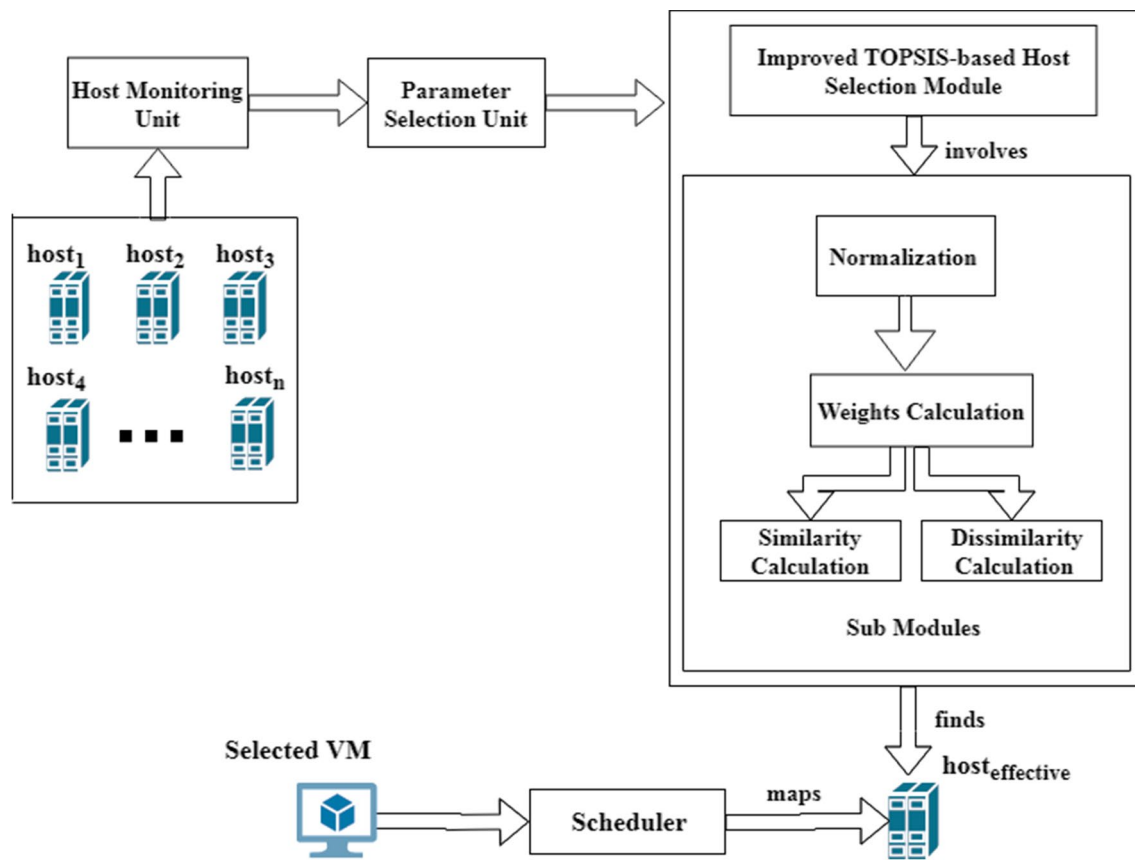 Host Monitoring
Unit
Parameter
Selection Unit
Improved TOPSIS-based Host
Selection Module
involves
host₁
host₂
host₃
host₄
hostₙ
Normalization
Weights Calculation
Similarity
Calculation
Dissimilarity
Calculation
Sub Modules
finds
host_effective
Selected VM
Scheduler
maps